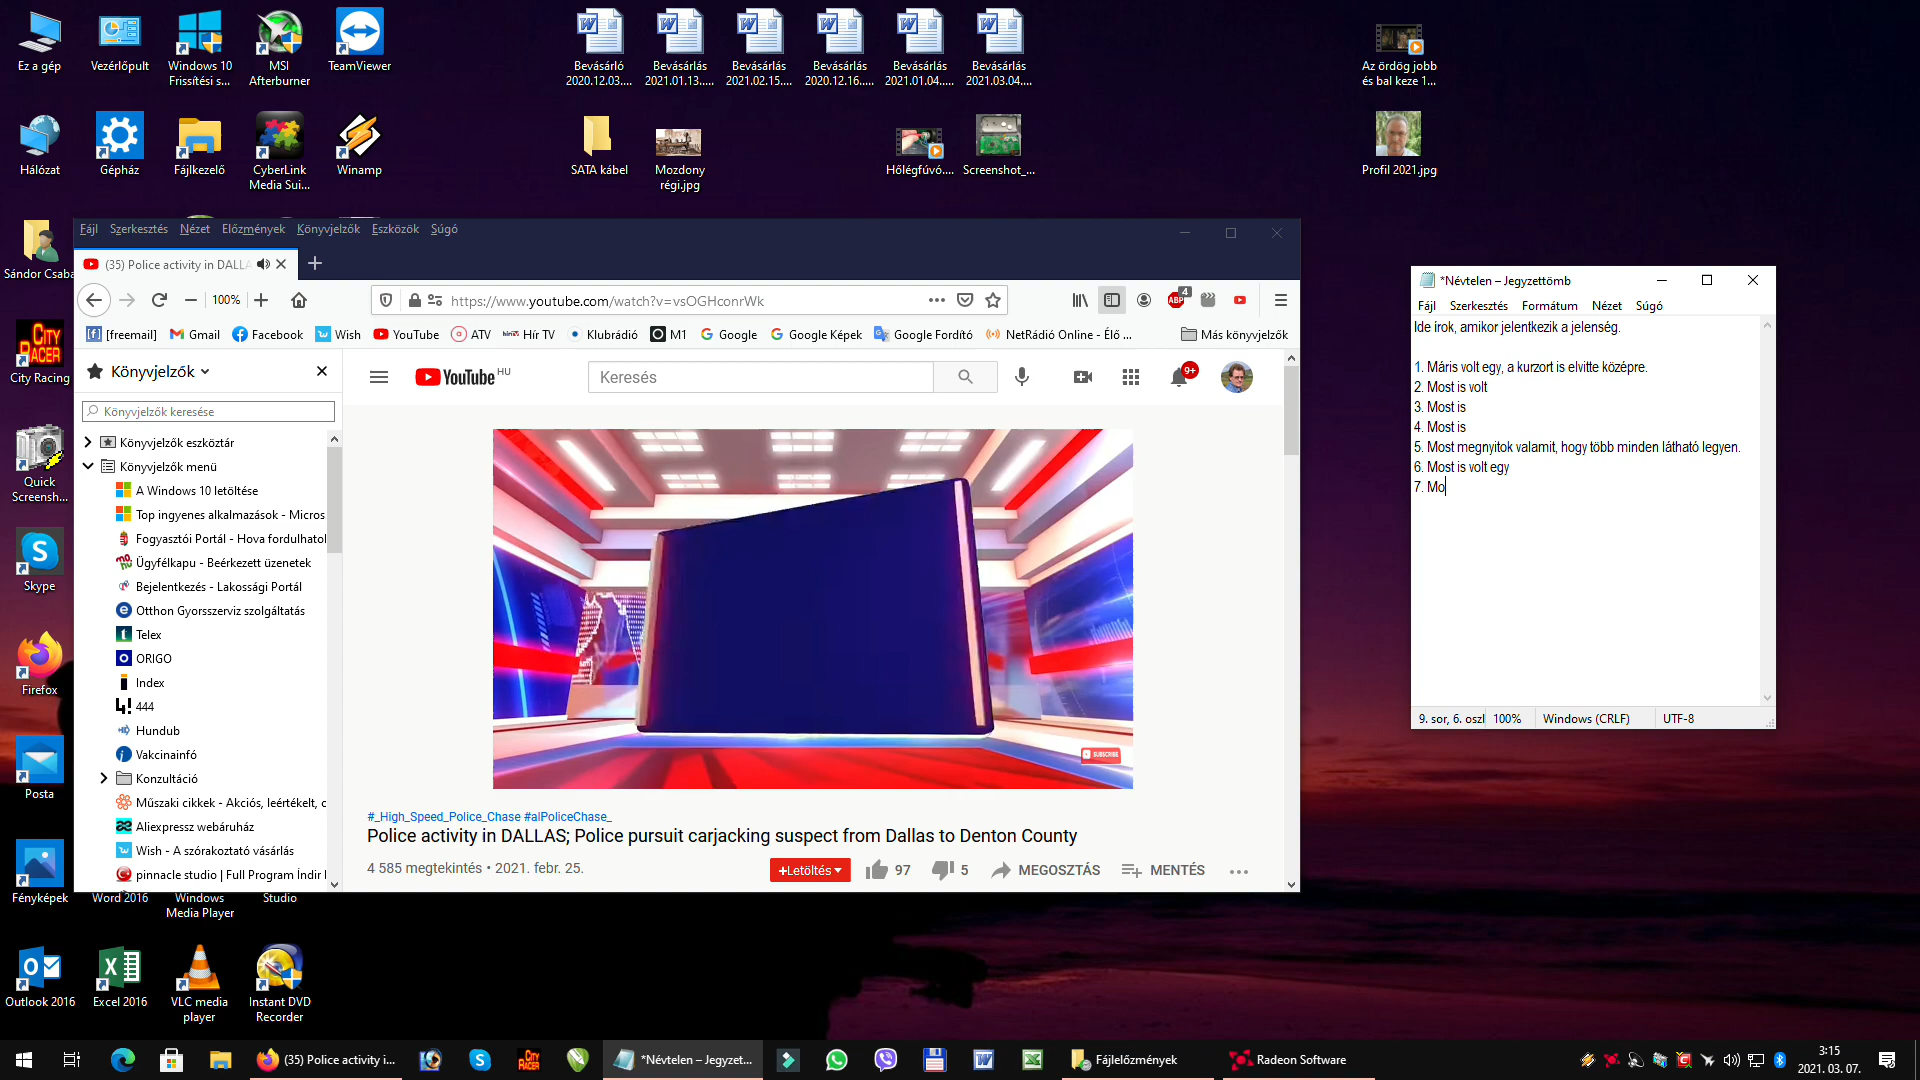 Ez a gép
Vezérlőpult
Windows 10
Frissítési s...
MSI
Afterburner
TeamViewer
Bevásárló
2020.12.03....
Bevásárlás
2021.01.13....
Bevásárlás
2021.02.15....
Bevásárlás
2020.12.16....
Bevásárlás
2021.01.04....
Bevásárlás
2021.03.04....
Az ördög jobb
és bal keze 1...
Hálózat
Gépház
Fájlkezelő
CyberLink
Media Sui...
Winamp
SATA kábel
Mozdony
régi.jpg
Hőlégfúvó....
Screenshot_...
Profil 2021.jpg
Sándor Csaba
CITY RACER
City Racing
Quick
Screensh...
Skype
Firefox
Posta
Fényképek
Word 2016
Windows
Media Player
Studio
Outlook 2016
Excel 2016
VLC media
player
Instant DVD
Recorder
Fájl Szerkesztés Nézet Előzmények Könyvjelzők Eszközök Súgó
(35) Police activity in DALLA
100%
https://www.youtube.com/watch?v=vsOGHconrWk
ABP 4
[freemail] Gmail Facebook Wish YouTube ATV Hír TV Klubrádió M1 Google Google Képek Google Fordító NetRádió Online - Élő ... Más könyvjelzők
Könyvjelzők
Könyvjelzők keresése
Könyvjelzők eszköztár
Könyvjelzők menü
A Windows 10 letöltése
Top ingyenes alkalmazások - Micros
Fogyasztói Portál - Hova fordulhatol
Ügyfélkapu - Beérkezett üzenetek
Bejelentkezés - Lakossági Portál
Otthon Gyorsszerviz szolgáltatás
Telex
ORIGO
Index
444
Hundub
Vakcinainfó
Konzultáció
Műszaki cikkek - Akciós, leértékelt, c
Aliexpressz webáruház
Wish - A szórakoztató vásárlás
pinnacle studio | Full Program İndir I
YouTube HU
Keresés
9+
SUBSCRIBE
#_High_Speed_Police_Chase #alPoliceChase_
Police activity in DALLAS; Police pursuit carjacking suspect from Dallas to Denton County
4 585 megtekintés • 2021. febr. 25.
+Letöltés
97
5
MEGOSZTÁS
MENTÉS
*Névtelen – Jegyzettömb
Fájl Szerkesztés Formátum Nézet Súgó
Ide írok, amikor jelentkezik a jelenség.
1. Máris volt egy, a kurzort is elvitte középre.
2. Most is volt
3. Most is
4. Most is
5. Most megnyitok valamit, hogy több minden látható legyen.
6. Most is volt egy
7. Mo
9. sor, 6. oszl 100% Windows (CRLF) UTF-8
(35) Police activity i...
CITY RACER
*Névtelen – Jegyzet...
Fájlelőzmények
Radeon Software
3:15
2021. 03. 07.